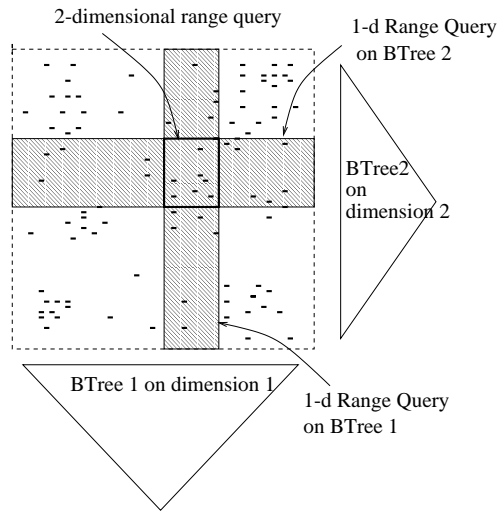 2-dimensional range query
1-d Range Query
on BTree 2
BTree2
on
dimension 2
BTree 1 on dimension 1
1-d Range Query
on BTree 1